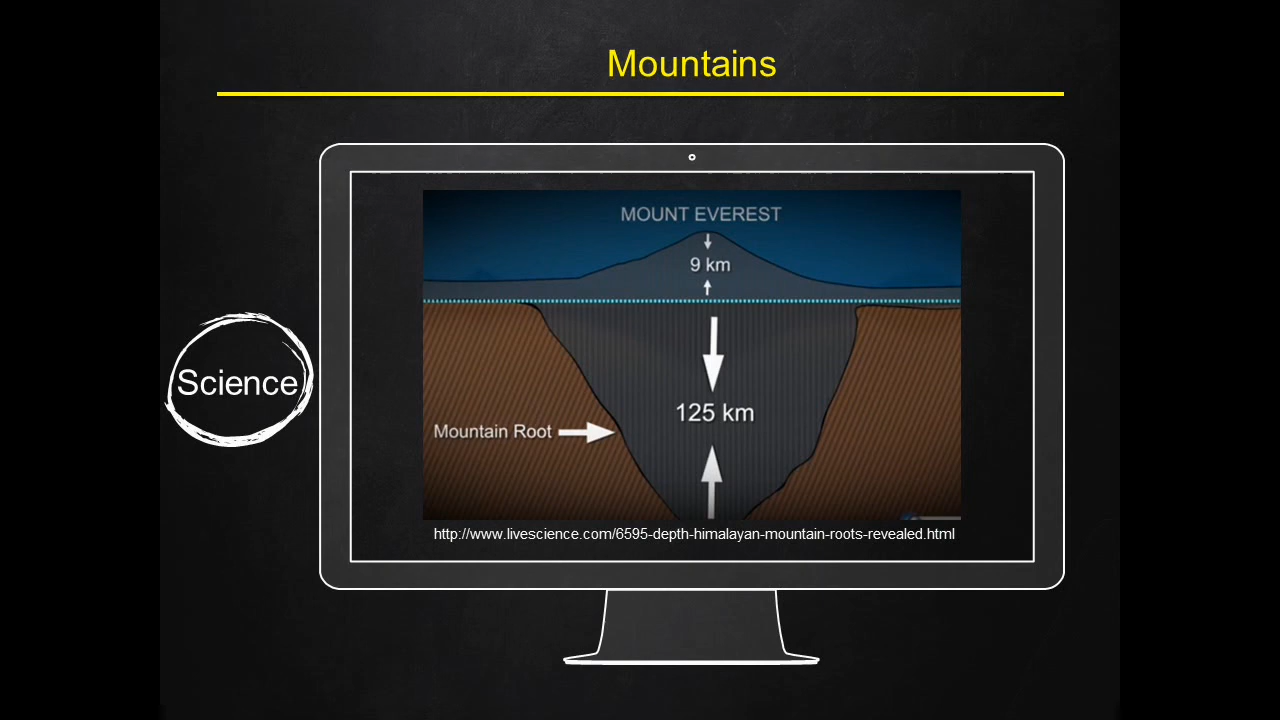 Mountains
MOUNT EVEREST
9 km
Science
125 km
Mountain Root
http://www.livescience.com/6595-depth-himalayan-mountain-roots-revealed.html